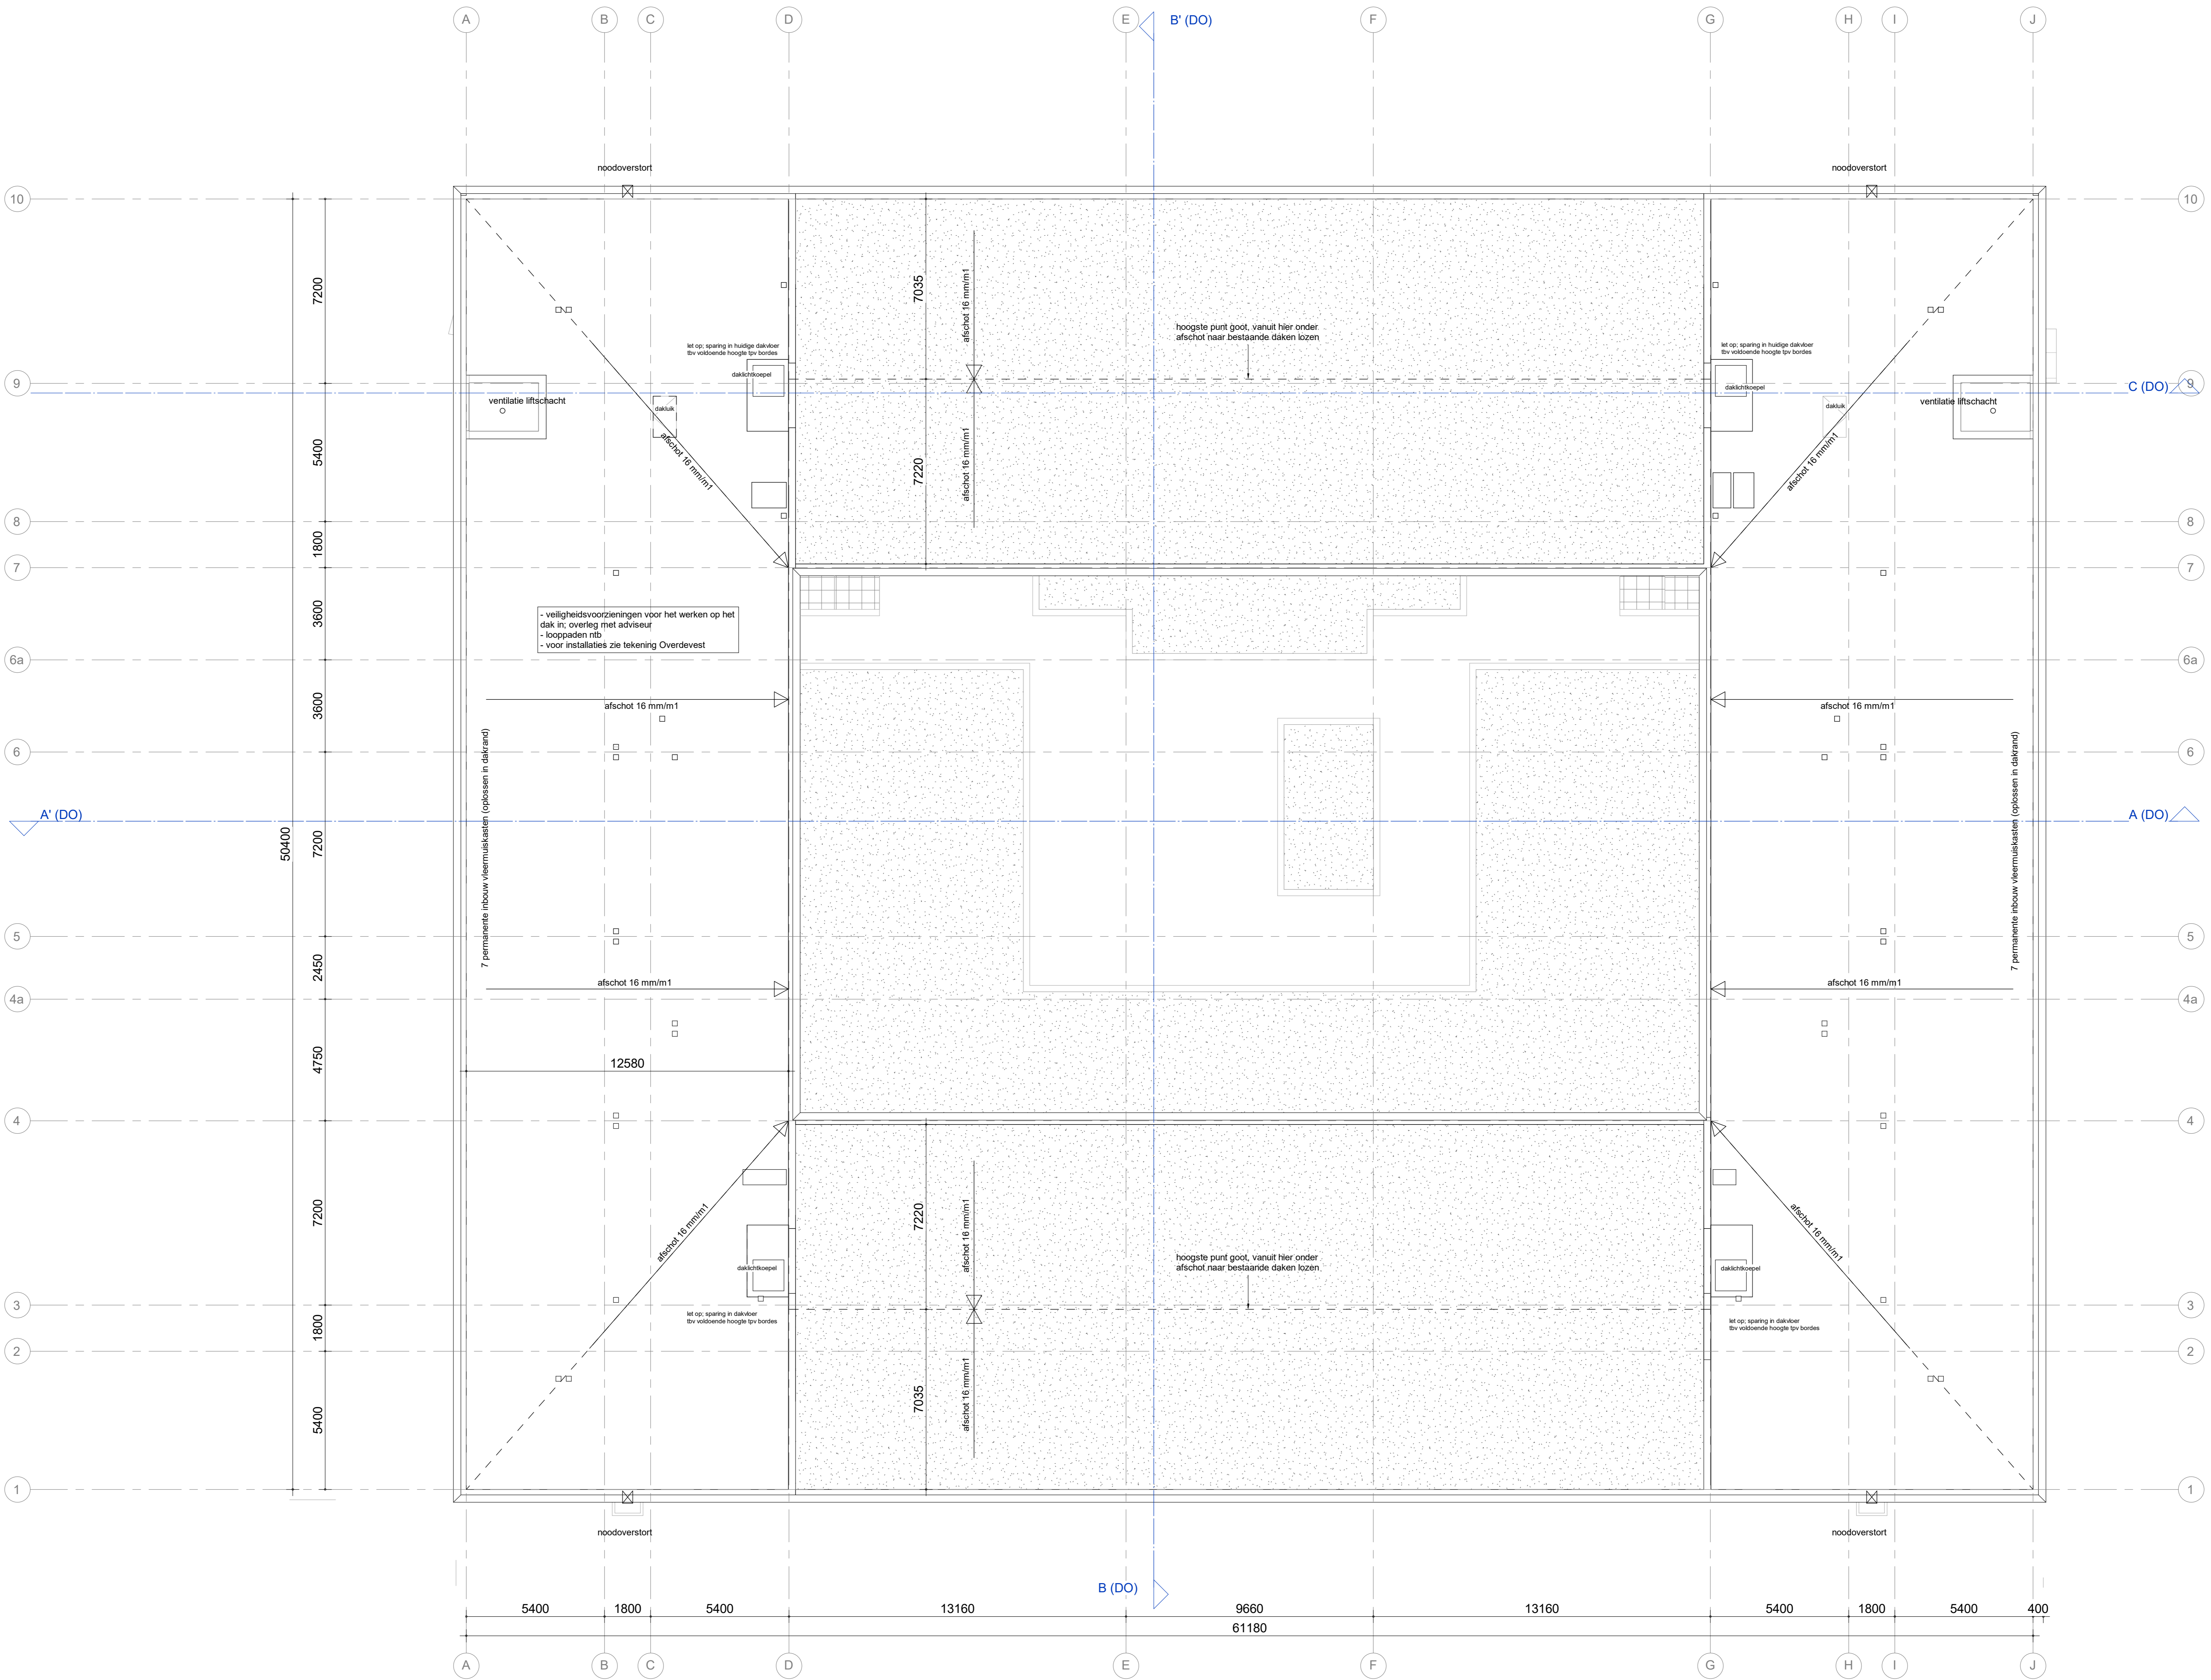 A
B
C
D
E
B' (DO)
F
G
H
I
J
noodoverstort
noodoverstort
10
10
7200
7035
afschot 16 mm/m1
hoogste punt goot, vanuit hier onder
afschot naar bestaande daken lozen
let op; sparing in huidige dakvloer
tbv voldoende hoogte tpv bordes
let op; sparing in huidige dakvloer
tbv voldoende hoogte tpv bordes
daklichtkoepel
daklichtkoepel
9
9
C (DO)
ventilatie liftschacht
dakluik
dakluik
ventilatie liftschacht
5400
afschot 16 mm/m1
7220
afschot 16 mm/m1
afschot 16 mm/m1
8
8
1800
7
7
3600
- veiligheidsvoorzieningen voor het werken op het
dak in; overleg met adviseur
- looppaden ntb
- voor installaties zie tekening Overdevest
6a
6a
3600
afschot 16 mm/m1
afschot 16 mm/m1
6
6
7 permanente inbouw vleermuiskasten (oplossen in dakrand)
7 permanente inbouw vleermuiskasten (oplossen in dakrand)
A' (DO)
A (DO)
50400
7200
5
5
2450
afschot 16 mm/m1
afschot 16 mm/m1
4a
4a
4750
12580
4
4
7200
afschot 16 mm/m1
7220
afschot 16 mm/m1
afschot 16 mm/m1
hoogste punt goot, vanuit hier onder
afschot naar bestaande daken lozen
daklichtkoepel
daklichtkoepel
3
3
let op; sparing in dakvloer
tbv voldoende hoogte tpv bordes
let op; sparing in dakvloer
tbv voldoende hoogte tpv bordes
1800
2
2
5400
7035
afschot 16 mm/m1
1
1
noodoverstort
noodoverstort
B (DO)
5400
1800
5400
13160
9660
13160
5400
1800
5400
400
61180
A
B
C
D
E
F
G
H
I
J